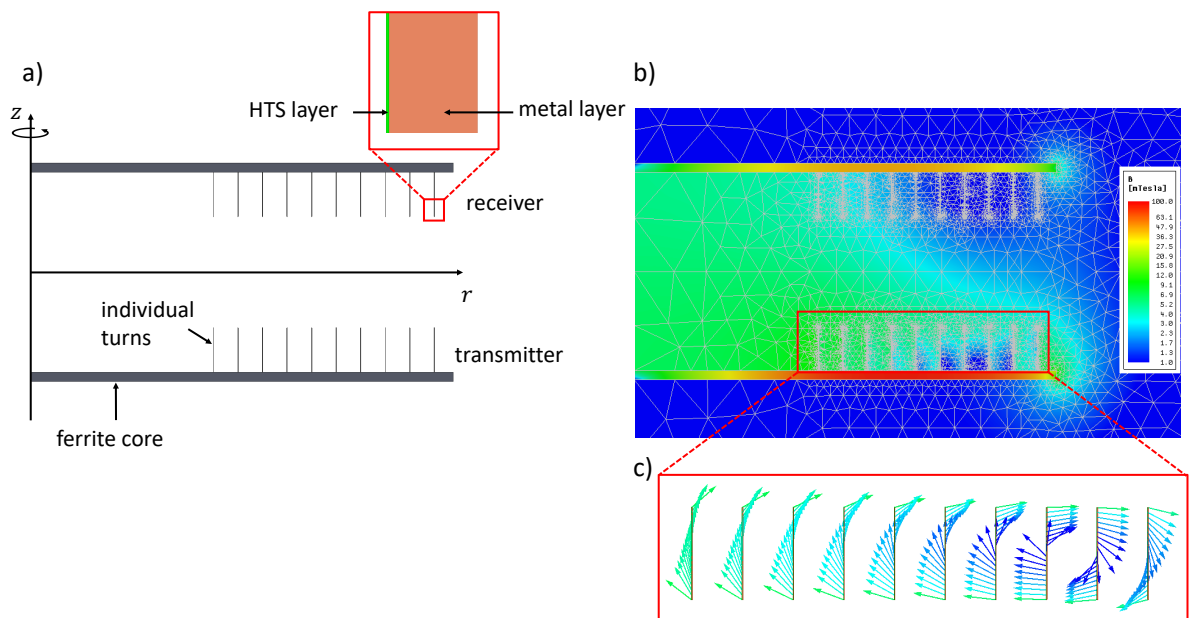 a)
z
HTS layer
metal layer
receiver
r
individual
turns
transmitter
ferrite core
b)
B
[mTesla]
100.0
63.1
47.9
36.3
27.5
20.9
15.8
12.0
9.1
6.9
5.2
4.0
3.0
2.3
1.7
1.3
1.0
c)